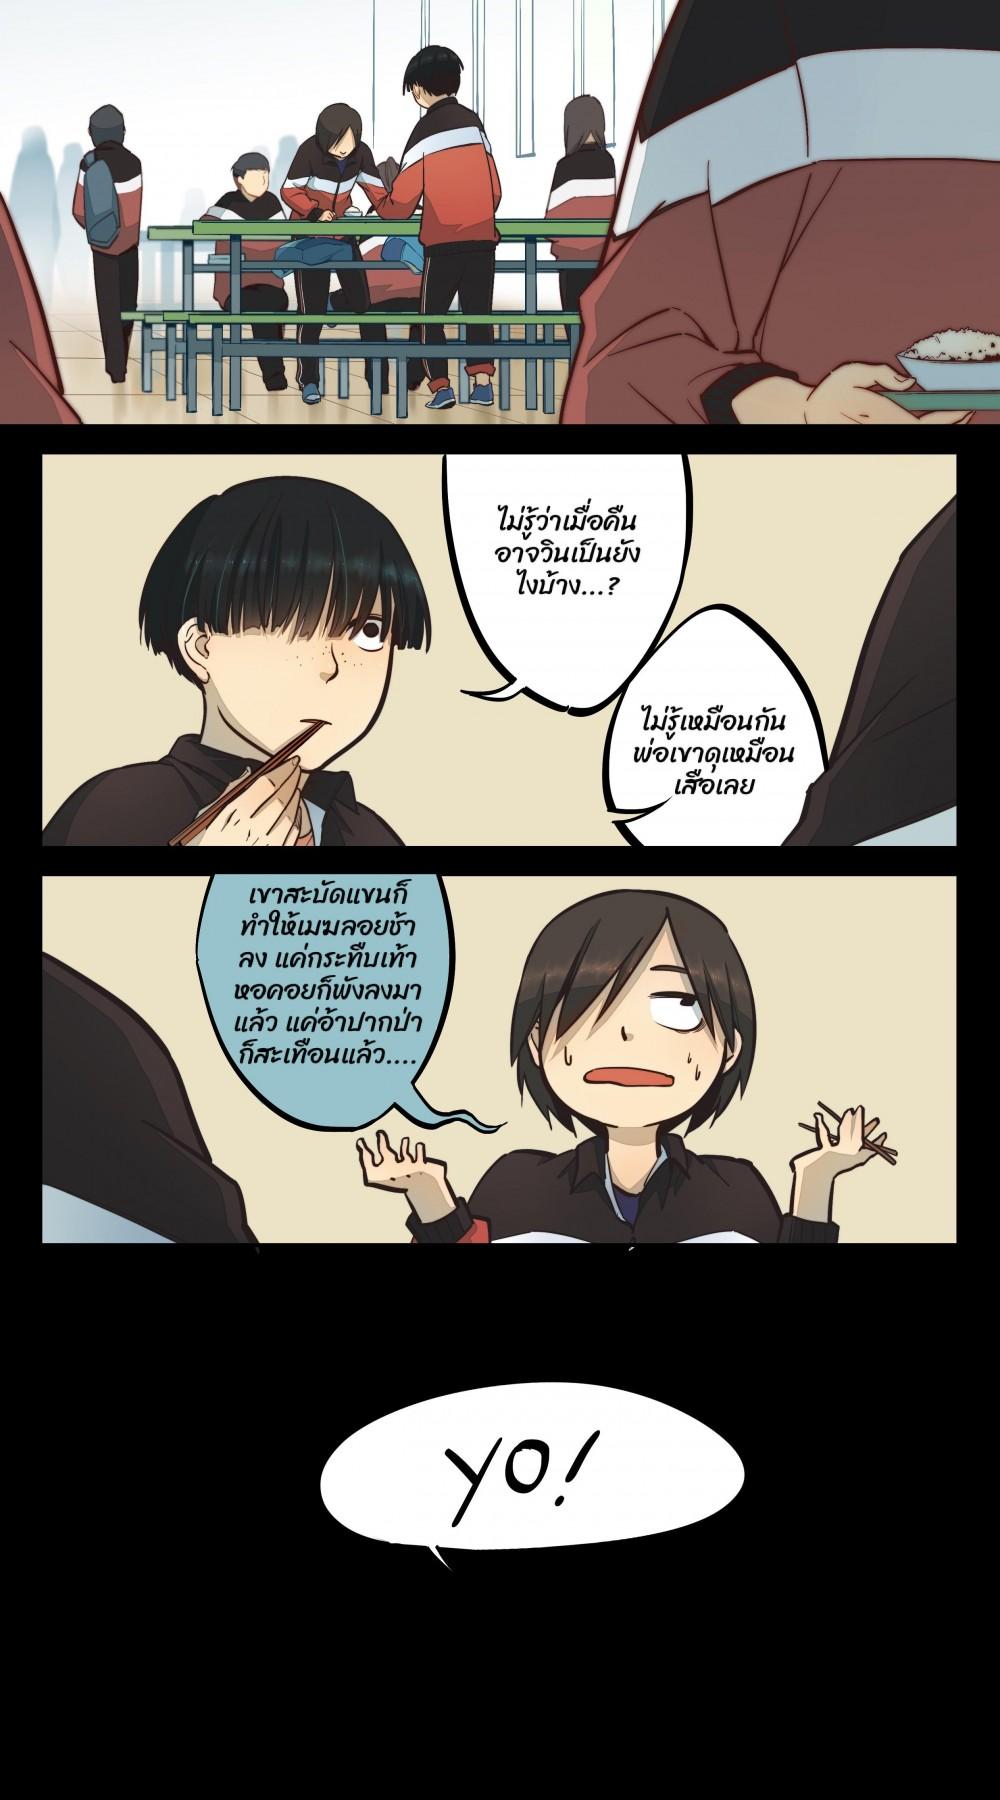 ไม่รู้ว่าเมื่อคืน
อาจวินเป็นยัง
ไงบ้าง...?
ไม่รู้เหมือนกัน
พ่อเขาดุเหมือน
เสือเลย
เขาสะบัดแขนก็
ทำให้เมฆลอยช้า
ลง แค่กระทืบเท้า
หอคอยก็พังลงมา
แล้ว แค่อ้าปากป่า
ก็สะเทือนแล้ว....
YO!